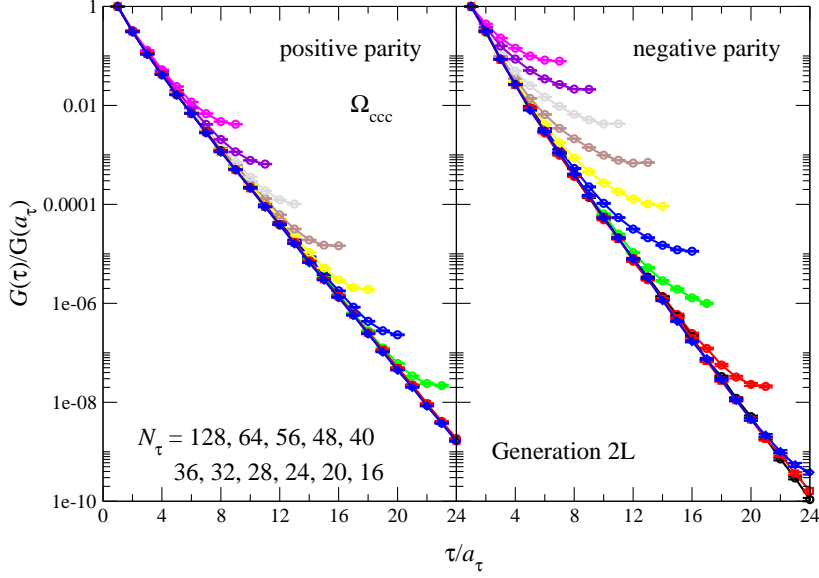 positive parity
negative parity
Ω_ccc
G(τ)/G(a_τ)
1
0.01
0.0001
1e-06
1e-08
1e-10
N_τ = 128, 64, 56, 48, 40
36, 32, 28, 24, 20, 16
Generation 2L
0 4 8 12 16 20 24
4 8 12 16 20 24
τ/a_τ